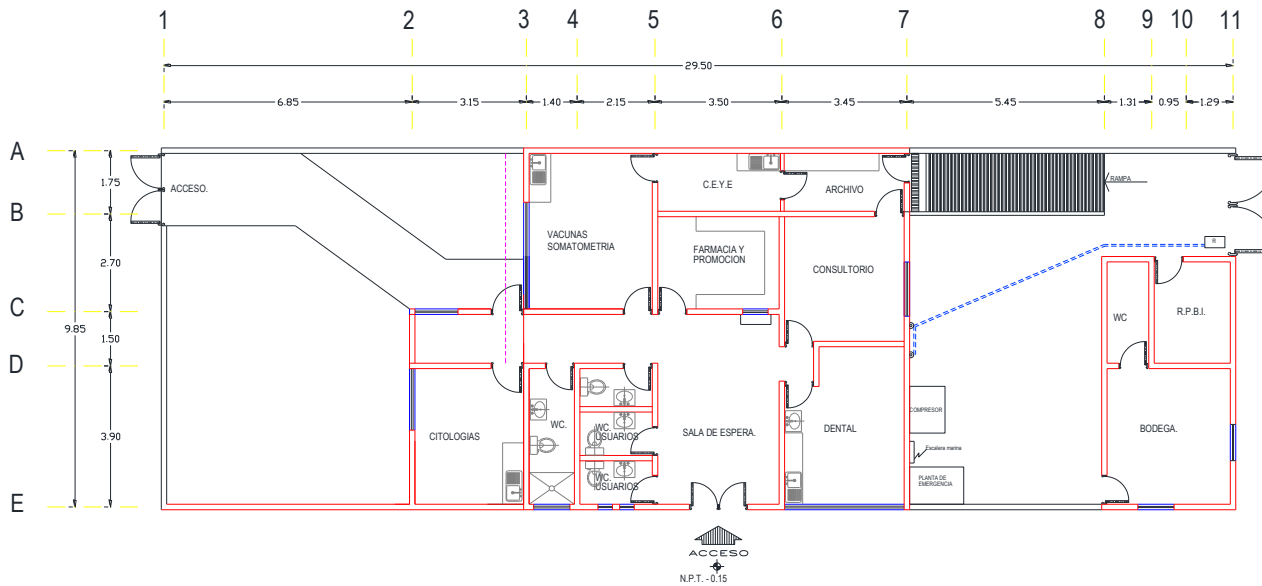 1 2 3 4 5 6 7 8 9 10 11
29.50
6.85 3.15 1.40 2.15 3.50 3.45 5.45 1.31 0.95 1.29
A
B
C
D
E
1.75
2.70
9.85
1.50
3.90
ACCESO.
C.E.Y.E
ARCHIVO
RAMPA
VACUNAS
SOMATOMETRIA
FARMACIA Y
PROMOCION
CONSULTORIO
R
WC
R.P.B.I.
COMPRESOR
CITOLOGIAS
WC.
WC.
USUARIOS
SALA DE ESPERA.
DENTAL
BODEGA.
Escalera marina
WC.
USUARIOS
PLANTA DE
EMERGENCIA
ACCESO
N.P.T. - 0.15